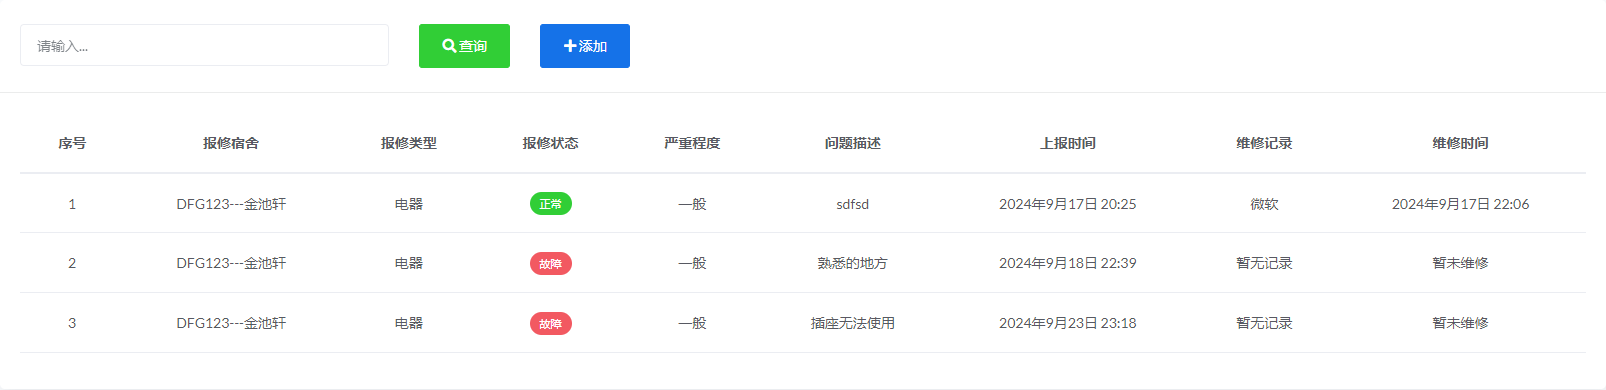 请输入... 查询 添加
序号 报修宿舍 报修类型 报修状态 严重程度 问题描述 上报时间 维修记录 维修时间
1 DFG123---金池轩 电器 正常 一般 sdfsd 2024年9月17日 20:25 微软 2024年9月17日 22:06
2 DFG123---金池轩 电器 故障 一般 熟悉的地方 2024年9月18日 22:39 暂无记录 暂未维修
3 DFG123---金池轩 电器 故障 一般 插座无法使用 2024年9月23日 23:18 暂无记录 暂未维修